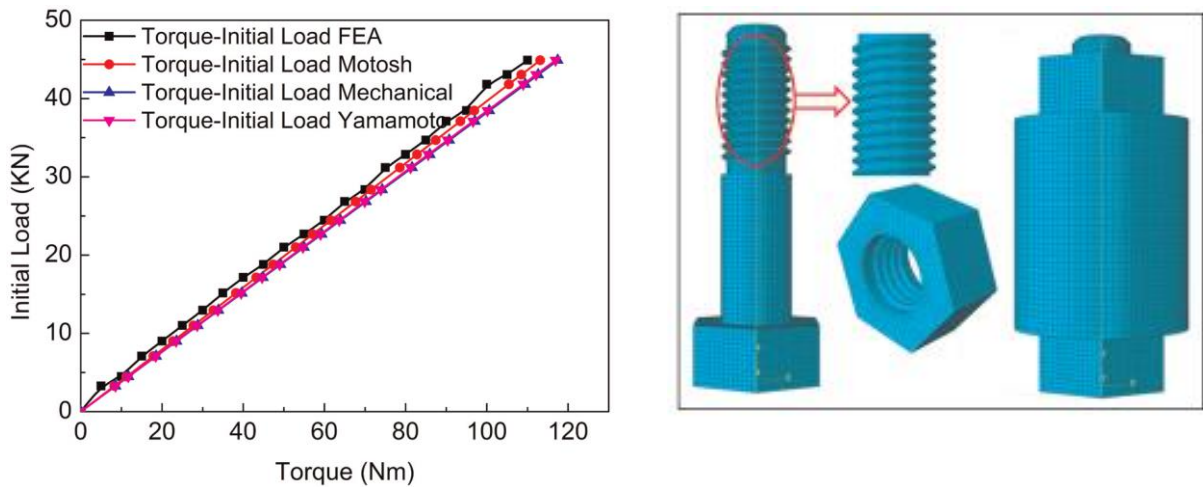 Torque-Initial Load FEA
Torque-Initial Load Motosh
Torque-Initial Load Mechanical
Torque-Initial Load Yamamoto
50
40
30
20
10
0
Initial Load (KN)
0 20 40 60 80 100 120
Torque (Nm)